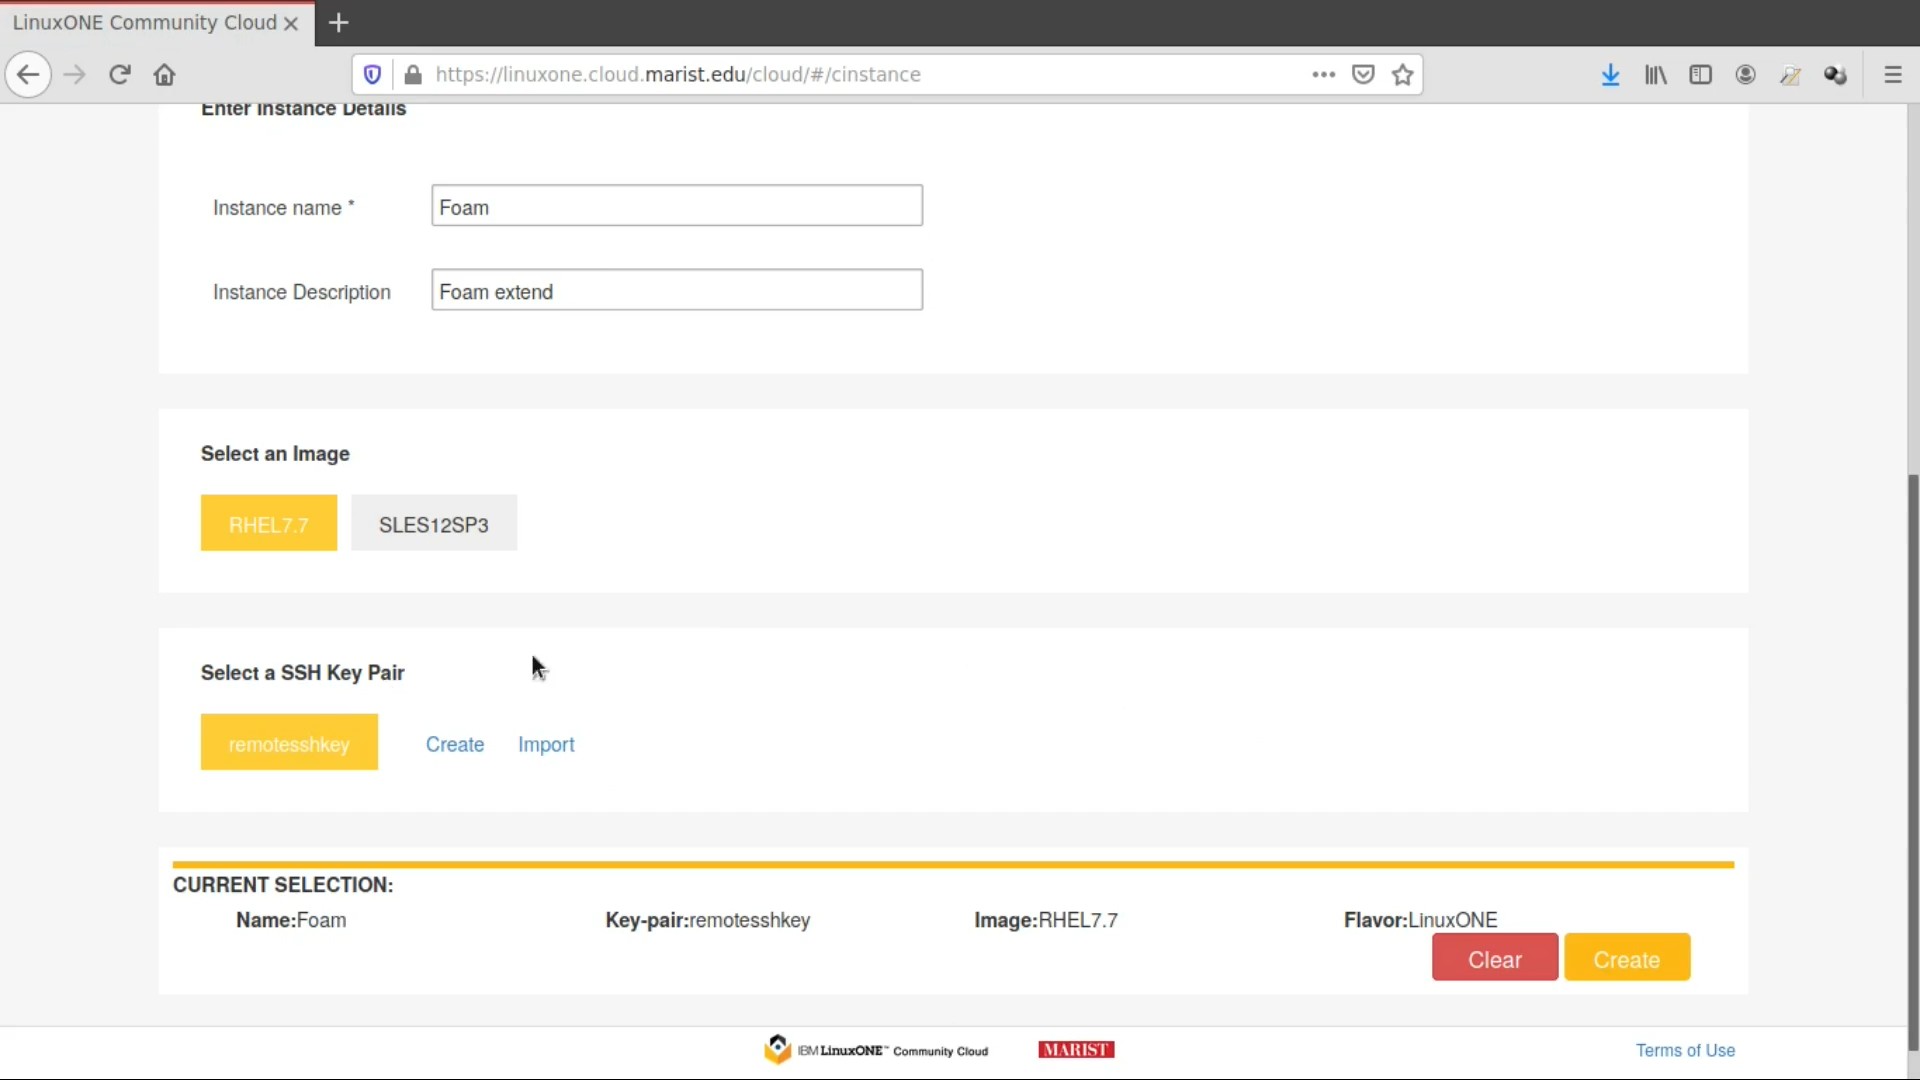 LinuxONE Community Cloud
https://linuxone.cloud.marist.edu/cloud/#/cinstance
Enter Instance Details
Instance name * Foam
Instance Description Foam extend
Select an Image
RHEL7.7 SLES12SP3
Select a SSH Key Pair
remotesshkey Create Import
CURRENT SELECTION:
Name:Foam Key-pair:remotesshkey Image:RHEL7.7 Flavor:LinuxONE
Clear Create
IBM LinuxONE™ Community Cloud MARIST Terms of Use